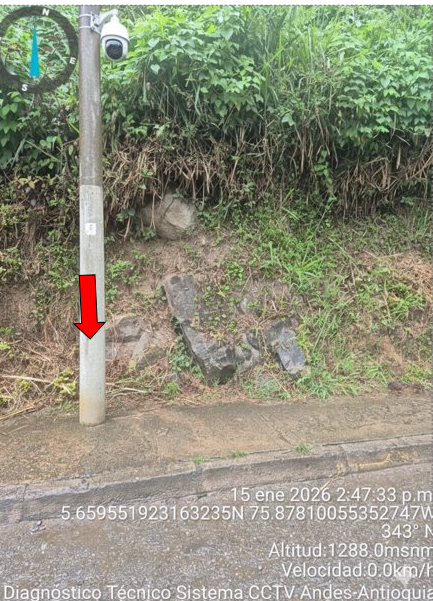 N
E
S
15 ene 2026 2:47:33 p.m
5.659551923163235N 75.87810055352747W
343° N
Altitud:1288.0msnm
Velocidad:0.0km/h
Diagnóstico Técnico Sistema CCTV Andes-Antioquia